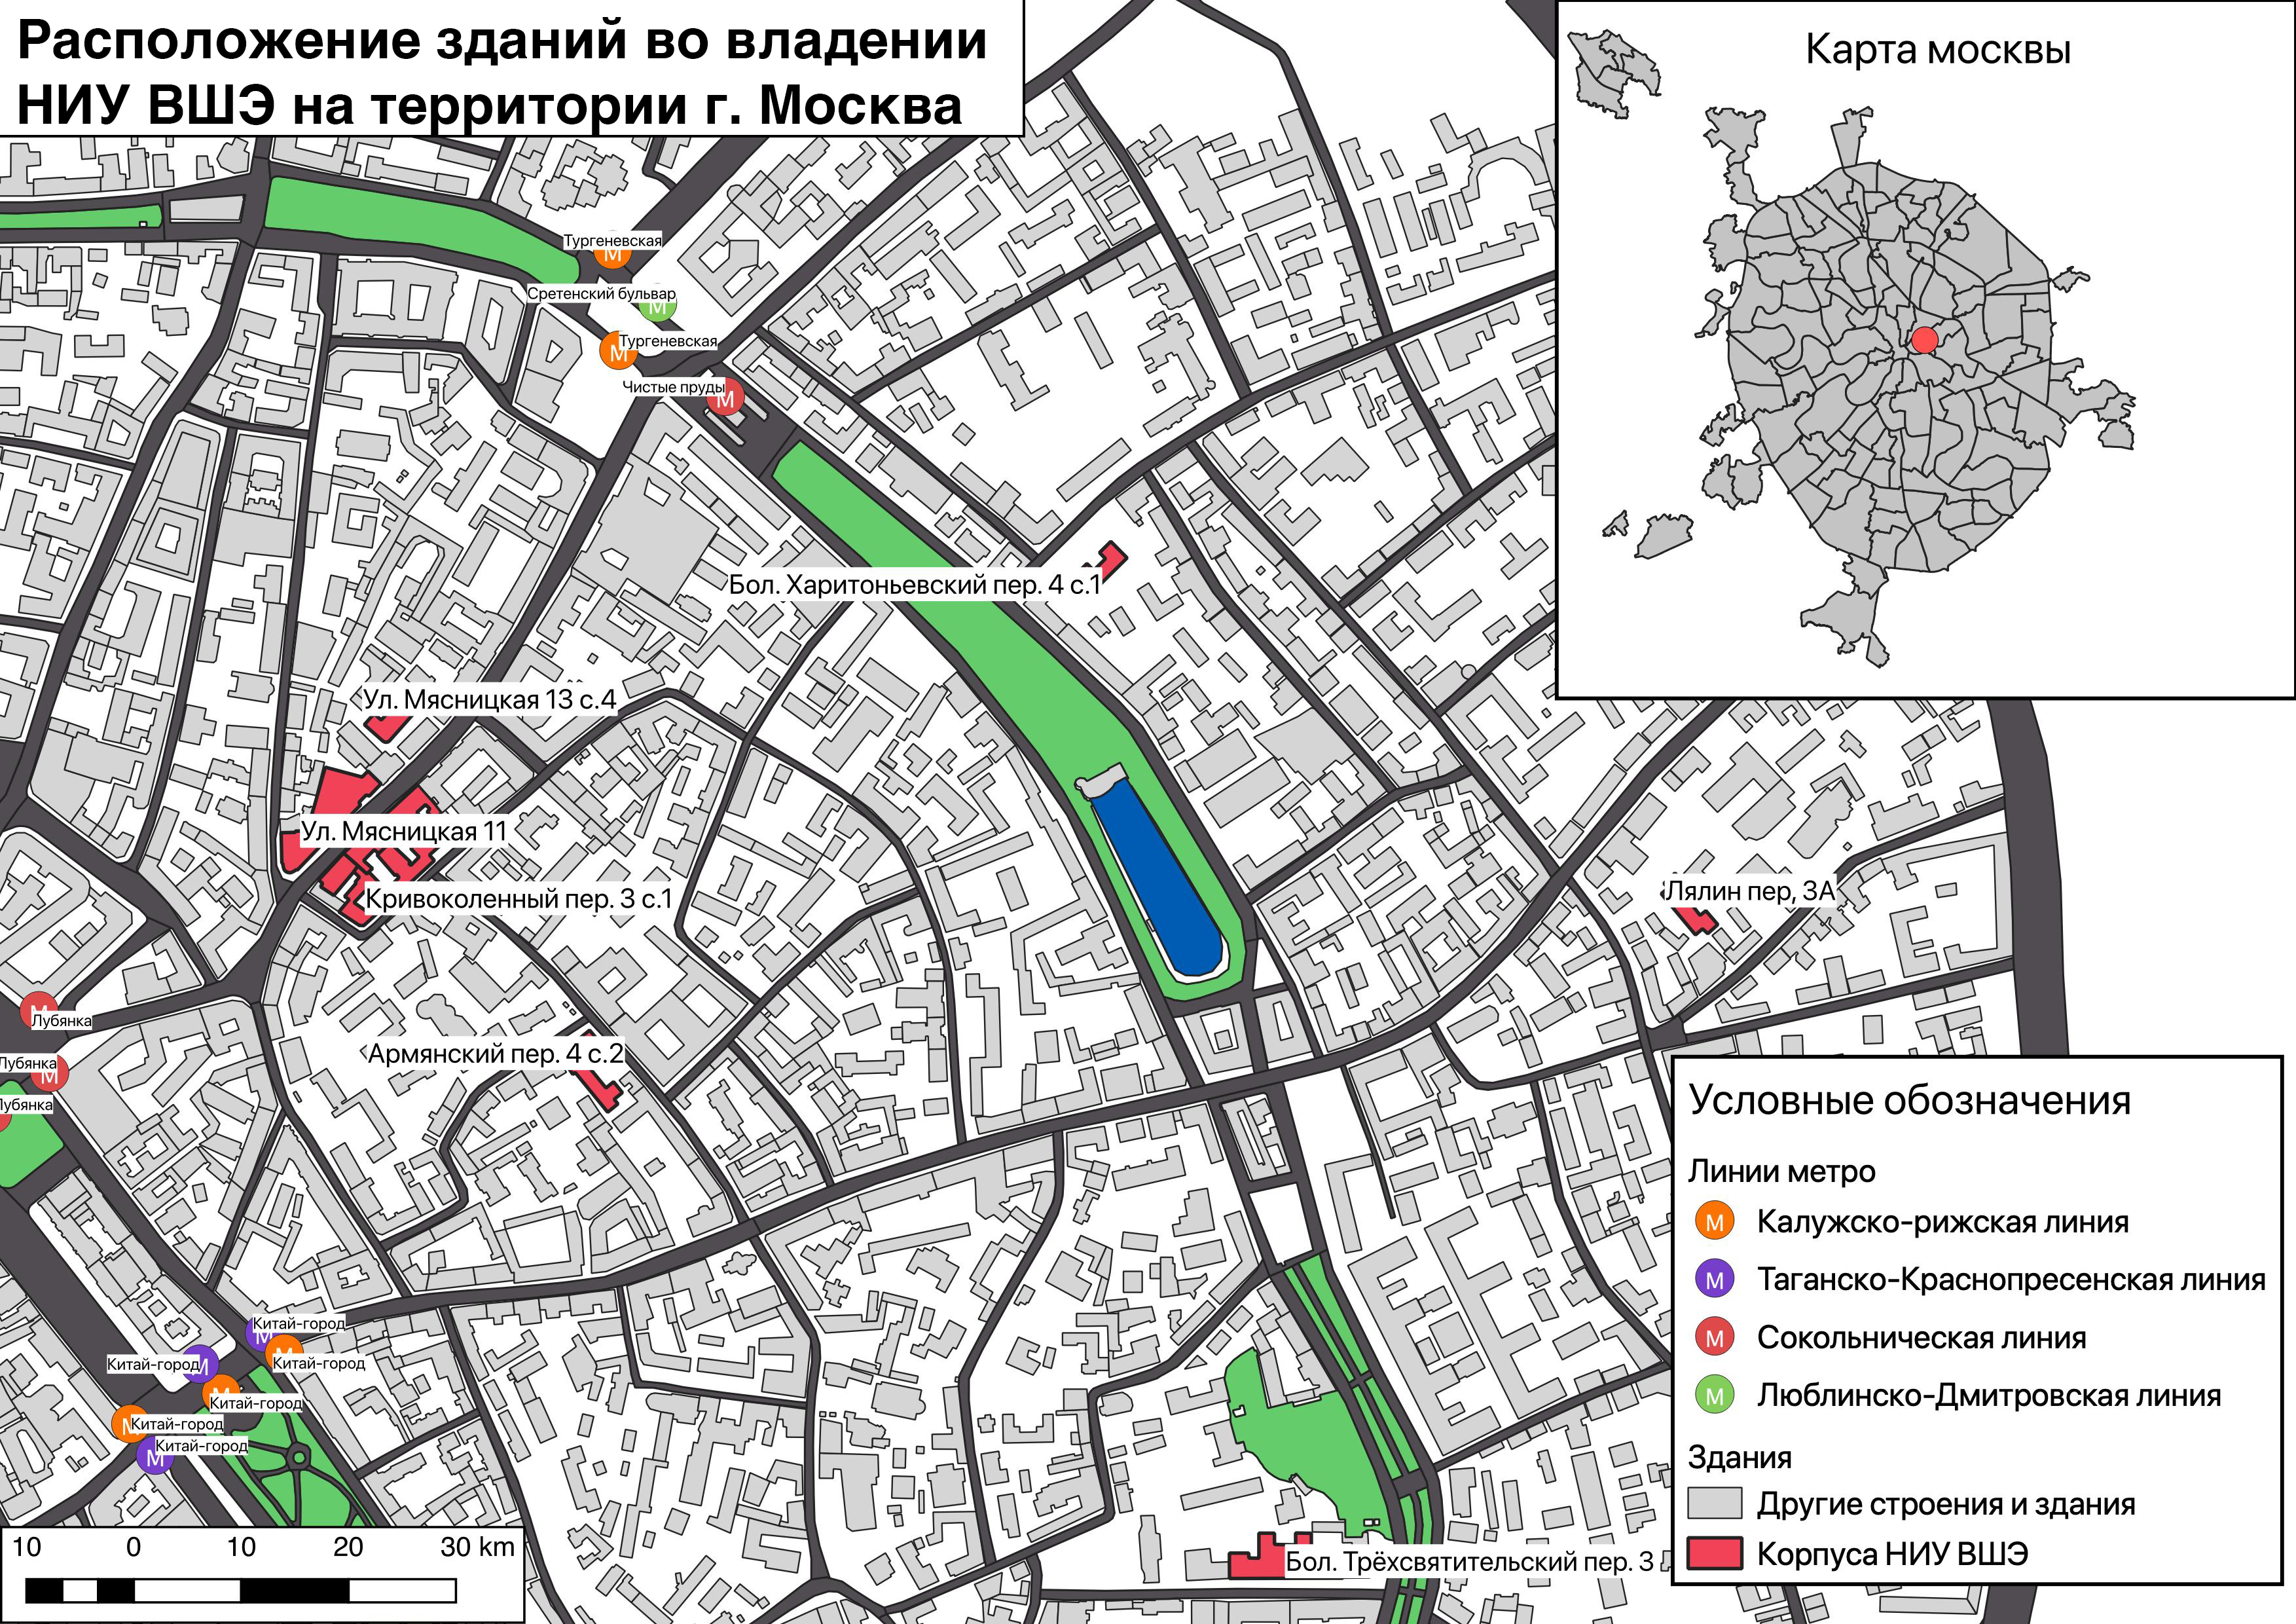 Расположение зданий во владении
НИУ ВШЭ на территории г. Москва
Карта москвы
Тургеневская
М
Сретенский бульвар
М
Тургеневская
М
Чистые пруды
М
Бол. Харитоньевский пер. 4 с.1
Ул. Мясницкая 13 с.4
Ул. Мясницкая 11
Кривоколенный пер. 3 с.1
Лялин пер, 3А
М
Лубянка
Армянский пер. 4 с.2
Лубянка
М
Лубянка
Китай-город
М
М
Китай-город
Китай-город
М
М
Китай-город
М
Китай-город
Китай-город
М
Бол. Трёхсвятительский пер. 3
Условные обозначения
Линии метро
М Калужско-рижская линия
М Таганско-Краснопресенская линия
М Сокольническая линия
М Люблинско-Дмитровская линия
Здания
Другие строения и здания
Корпуса НИУ ВШЭ
10 0 10 20 30 km